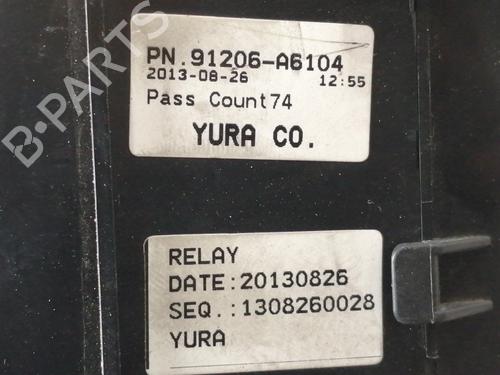 PN.91206-A6104
2013-08-26 12:55
Pass Count74
YURA CO.
RELAY
DATE:20130826
SEQ.:1308260028
YURA
B-PARTS